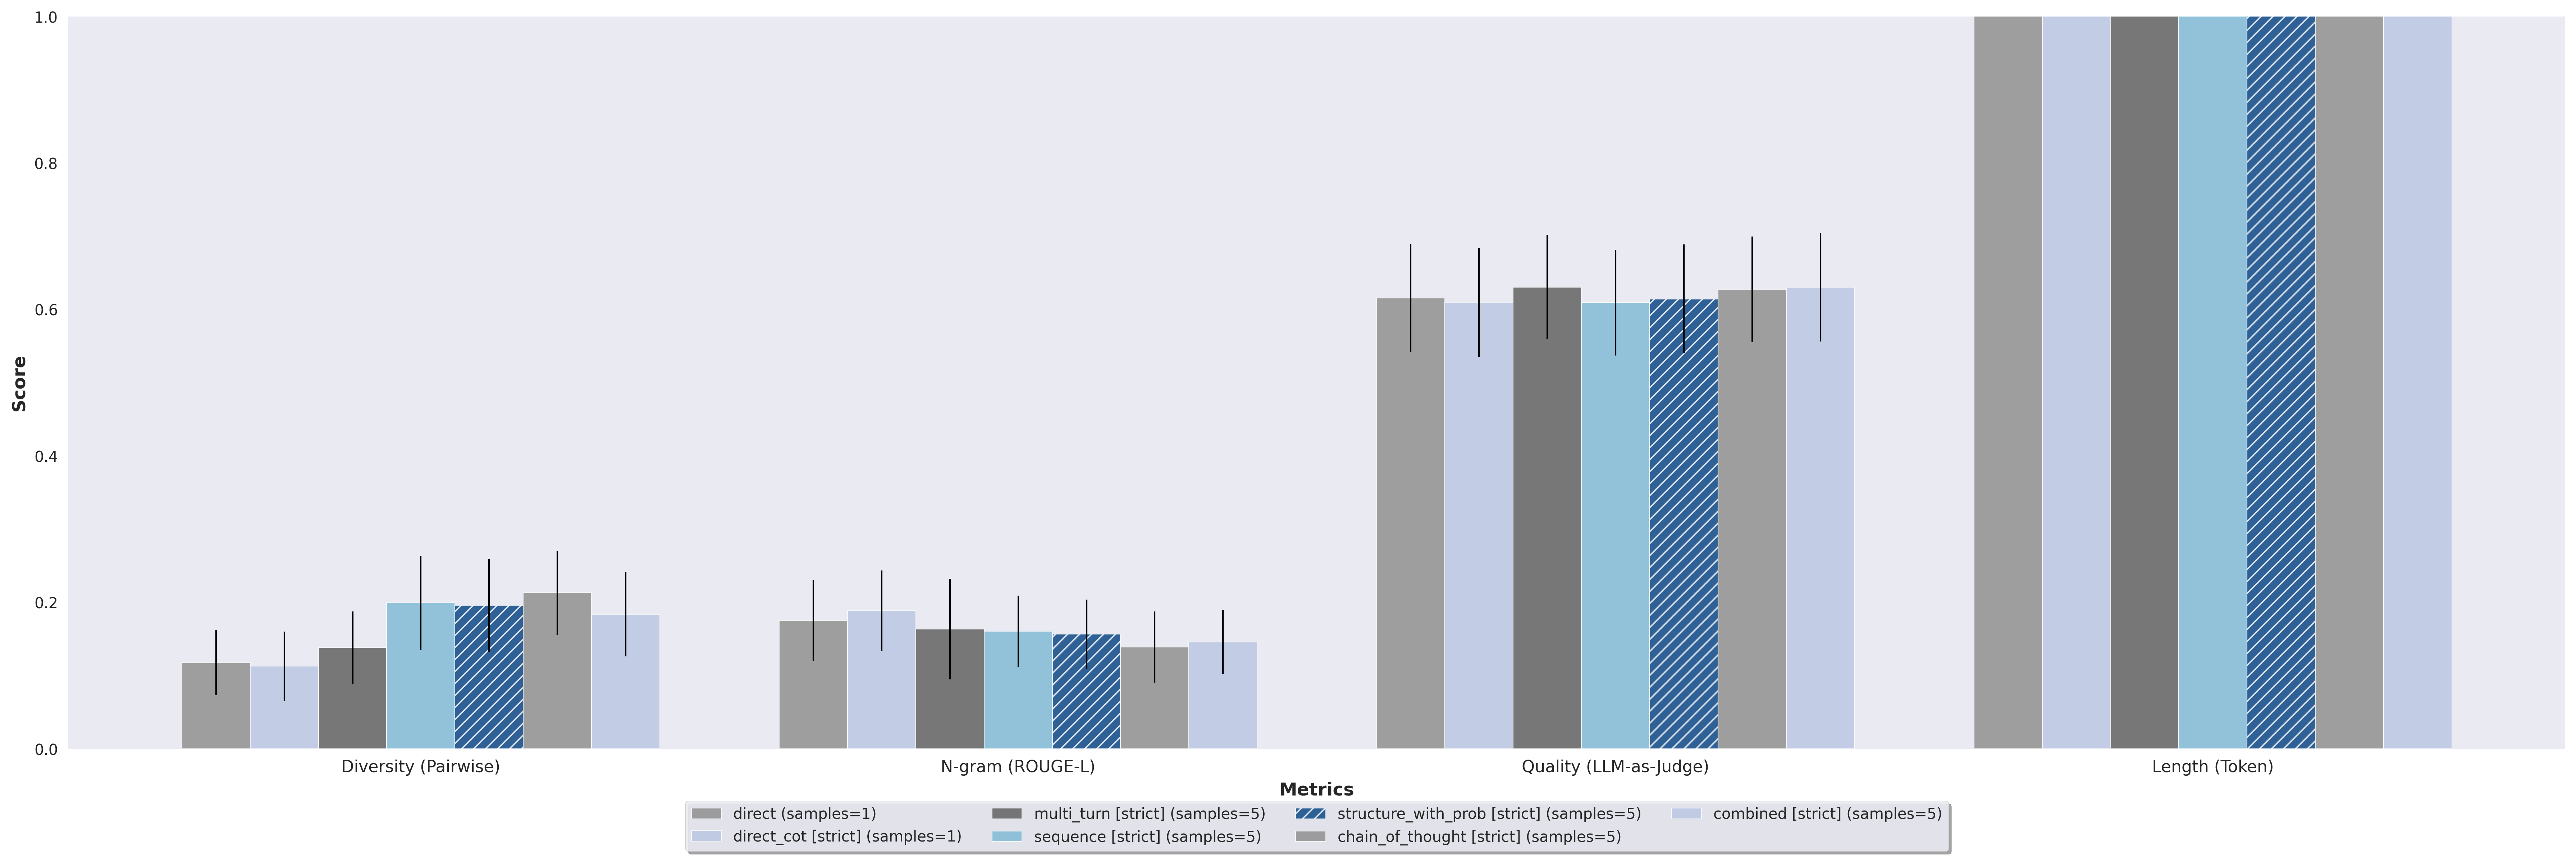 1.0
0.8
0.6
0.4
0.2
0.0
Score
Diversity (Pairwise)
N-gram (ROUGE-L)
Quality (LLM-as-Judge)
Length (Token)
Metrics
direct (samples=1)
direct_cot [strict] (samples=1)
multi_turn [strict] (samples=5)
sequence [strict] (samples=5)
structure_with_prob [strict] (samples=5)
chain_of_thought [strict] (samples=5)
combined [strict] (samples=5)